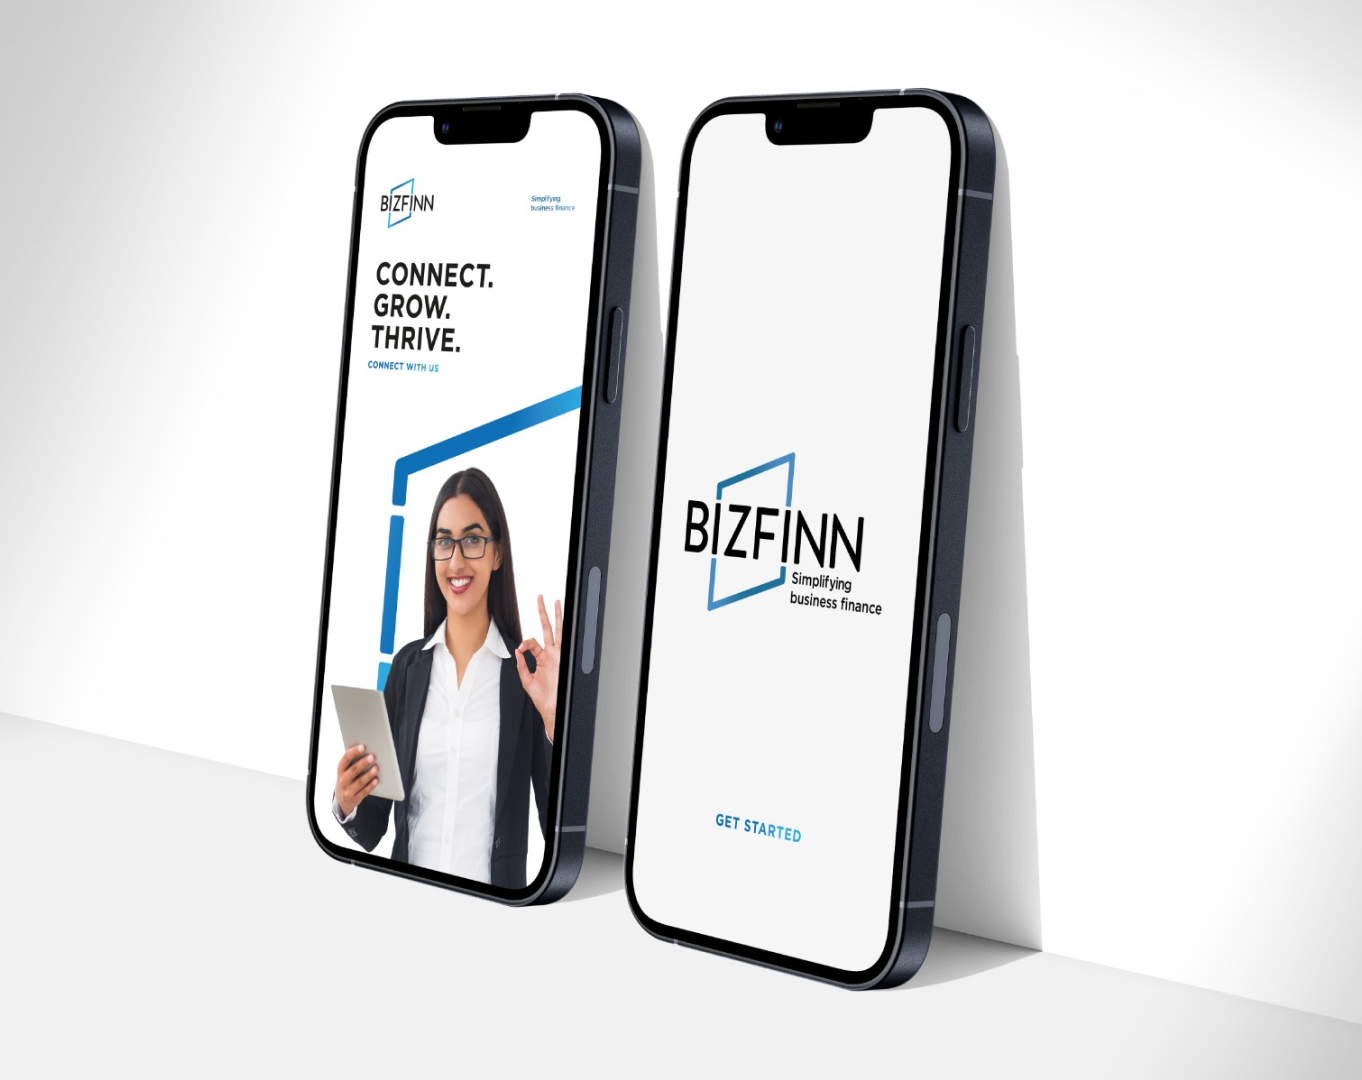 BIZFINN
Simplifying
business finance
CONNECT.
GROW.
THRIVE.
CONNECT WITH US
BIZFINN
Simplifying
business finance
GET STARTED